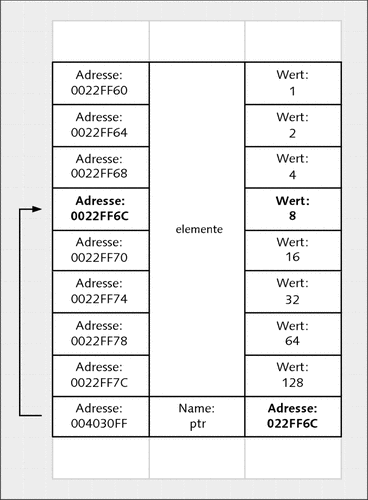 Adresse:
0022FF60
Wert:
1
Adresse:
0022FF64
Wert:
2
Adresse:
0022FF68
Wert:
4
Adresse:
0022FF6C
Wert:
8
elemente
Adresse:
0022FF70
Wert:
16
Adresse:
0022FF74
Wert:
32
Adresse:
0022FF78
Wert:
64
Adresse:
0022FF7C
Wert:
128
Adresse:
004030FF
Name:
ptr
Adresse:
022FF6C